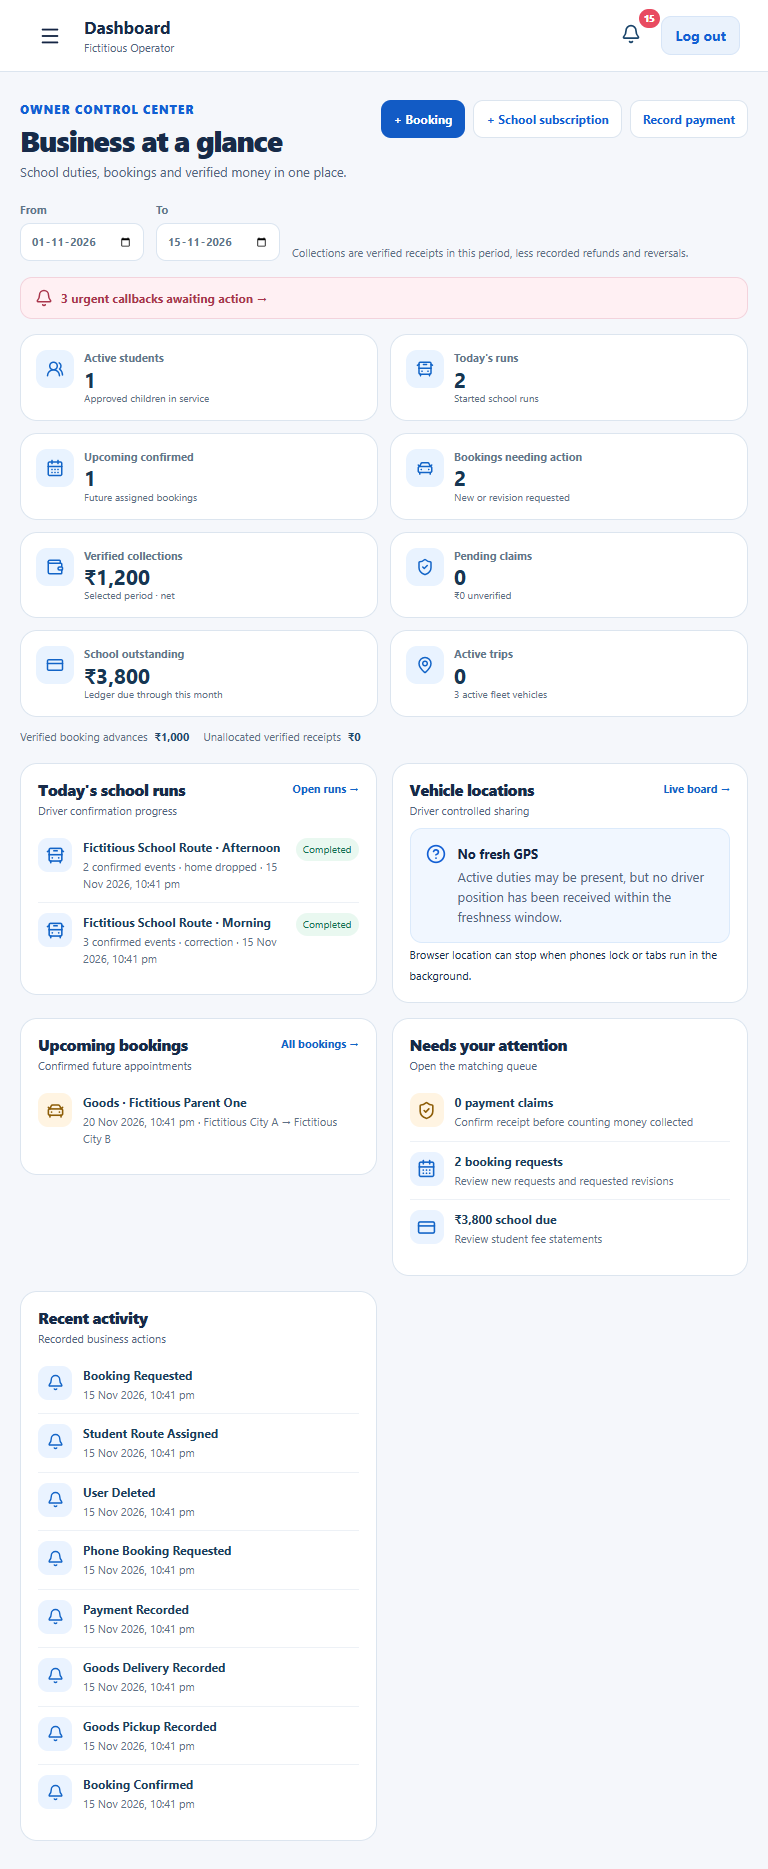 Dashboard
Fictitious Operator
15
Log out
OWNER CONTROL CENTER
Business at a glance
School duties, bookings and verified money in one place.
+ Booking
+ School subscription
Record payment
From
To
01-11-2026
15-11-2026
Collections are verified receipts in this period, less recorded refunds and reversals.
3 urgent callbacks awaiting action →
Active students
1
Approved children in service
Today's runs
2
Started school runs
Upcoming confirmed
1
Future assigned bookings
Bookings needing action
2
New or revision requested
Verified collections
₹1,200
Selected period · net
Pending claims
0
₹0 unverified
School outstanding
₹3,800
Ledger due through this month
Active trips
0
3 active fleet vehicles
Verified booking advances ₹1,000 Unallocated verified receipts ₹0
Today's school runs
Open runs →
Driver confirmation progress
Fictitious School Route · Afternoon
Completed
2 confirmed events · home dropped · 15
Nov 2026, 10:41 pm
Fictitious School Route · Morning
Completed
3 confirmed events · correction · 15 Nov
2026, 10:41 pm
Vehicle locations
Live board →
Driver controlled sharing
No fresh GPS
Active duties may be present, but no driver
position has been received within the
freshness window.
Browser location can stop when phones lock or tabs run in the
background.
Upcoming bookings
All bookings →
Confirmed future appointments
Goods · Fictitious Parent One
20 Nov 2026, 10:41 pm · Fictitious City A → Fictitious
City B
Needs your attention
Open the matching queue
0 payment claims
Confirm receipt before counting money collected
2 booking requests
Review new requests and requested revisions
₹3,800 school due
Review student fee statements
Recent activity
Recorded business actions
Booking Requested
15 Nov 2026, 10:41 pm
Student Route Assigned
15 Nov 2026, 10:41 pm
User Deleted
15 Nov 2026, 10:41 pm
Phone Booking Requested
15 Nov 2026, 10:41 pm
Payment Recorded
15 Nov 2026, 10:41 pm
Goods Delivery Recorded
15 Nov 2026, 10:41 pm
Goods Pickup Recorded
15 Nov 2026, 10:41 pm
Booking Confirmed
15 Nov 2026, 10:41 pm